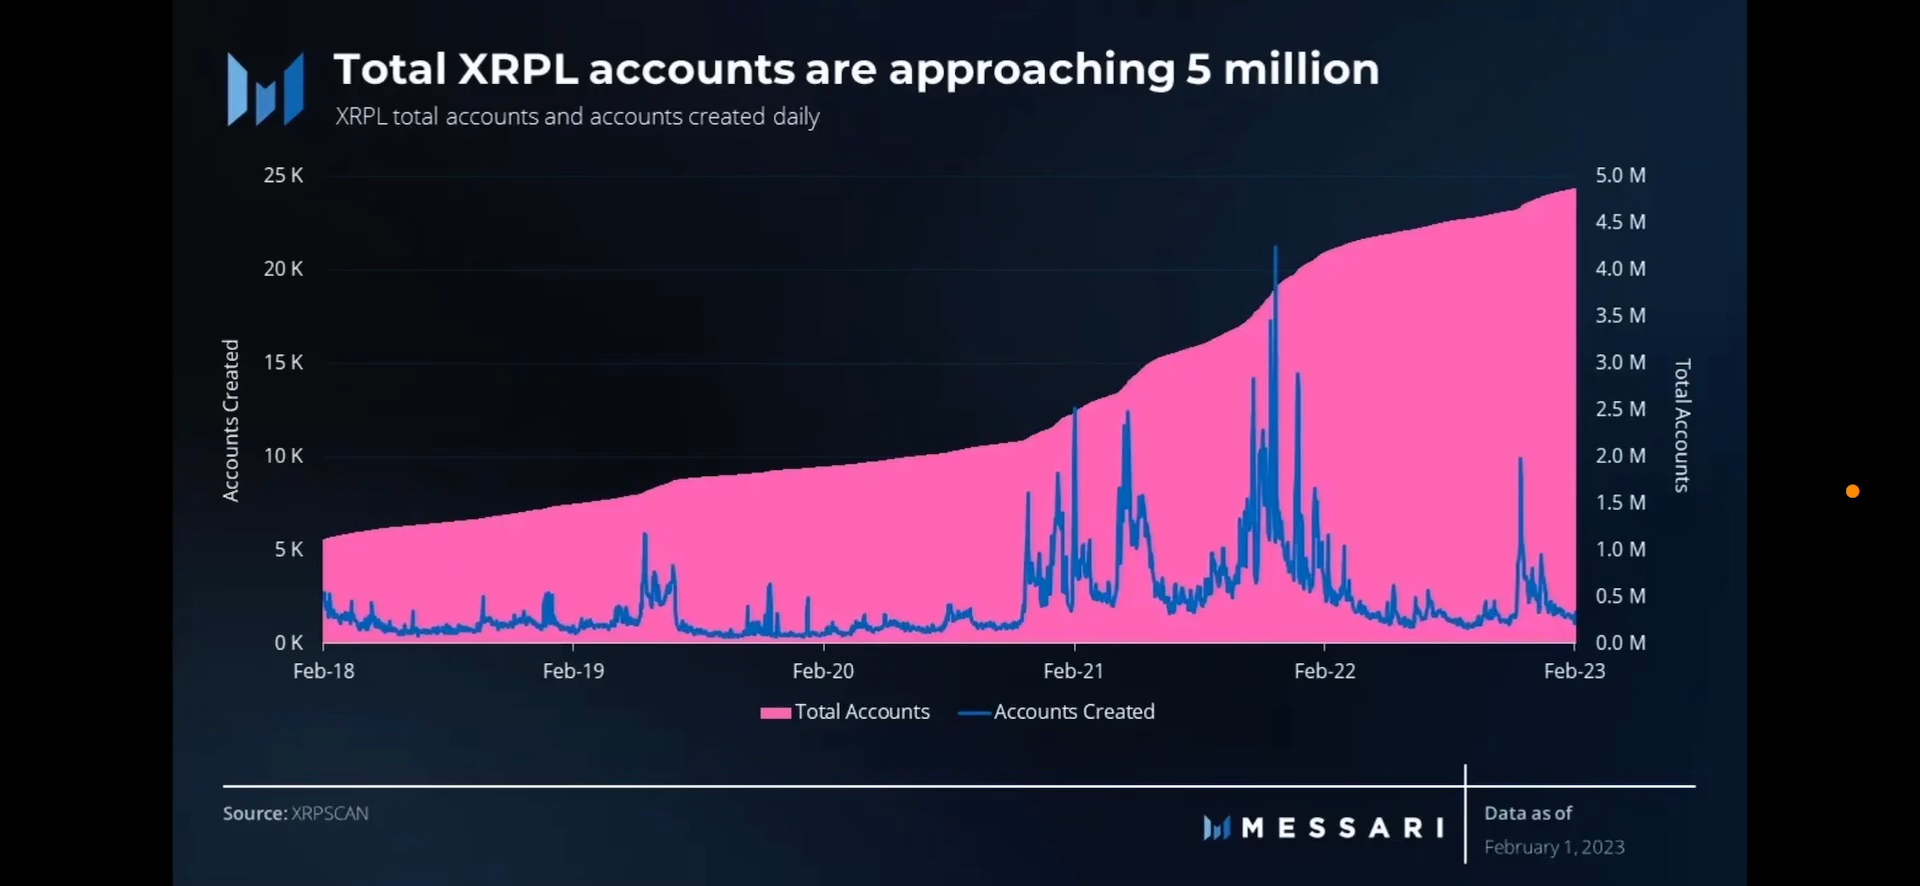 Total XRPL accounts are approaching 5 million
XRPL total accounts and accounts created daily
25 K
20 K
15 K
10 K
5 K
0 K
Accounts Created
5.0 M
4.5 M
4.0 M
3.5 M
3.0 M
2.5 M
2.0 M
1.5 M
1.0 M
0.5 M
0.0 M
Total Accounts
Feb-18 Feb-19 Feb-20 Feb-21 Feb-22 Feb-23
Total Accounts Accounts Created
Source: XRPSCAN
MESSARI
Data as of
February 1, 2023